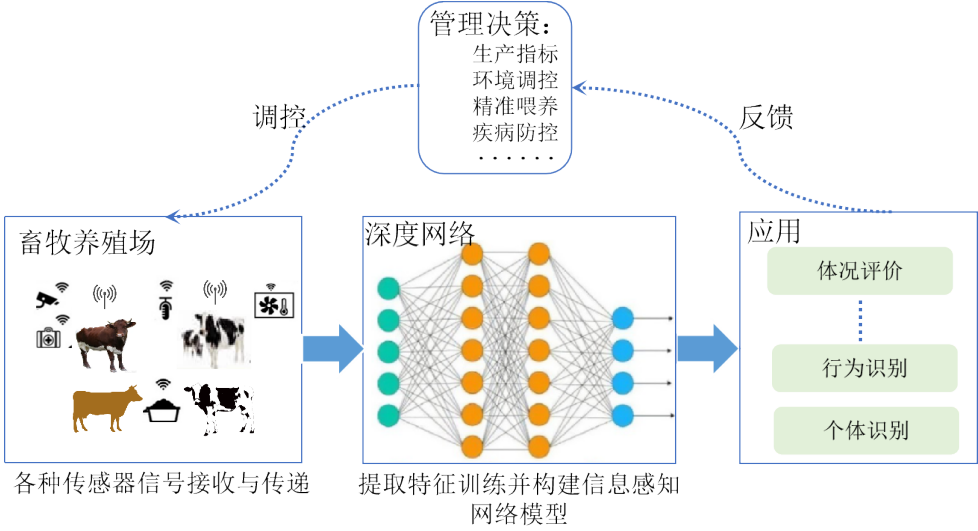 管理决策：
生产指标
环境调控
精准喂养
疾病防控
......
调控
反馈
畜牧养殖场
深度网络
应用
体况评价
行为识别
个体识别
各种传感器信号接收与传递
提取特征训练并构建信息感知
网络模型